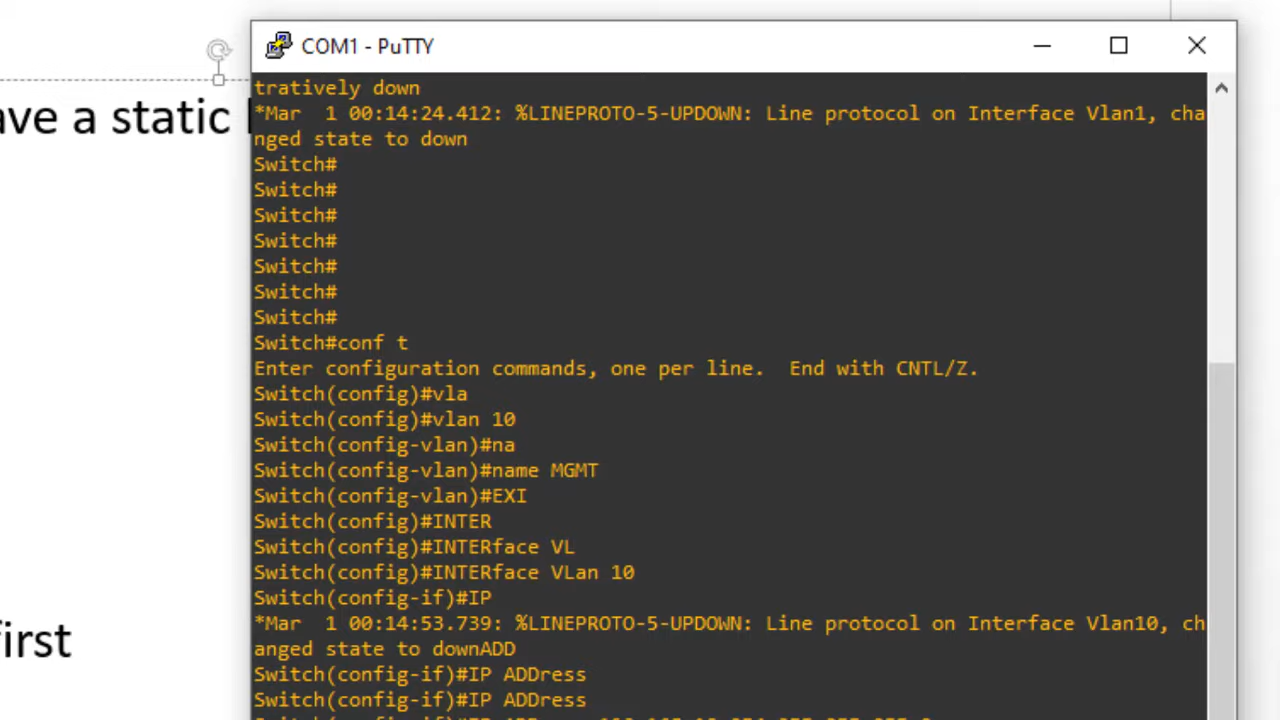 COM1 - PuTTY
tratively down
ave a static
*Mar  1 00:14:24.412: %LINEPROTO-5-UPDOWN: Line protocol on Interface Vlan1, cha
nged state to down
Switch#
Switch#
Switch#
Switch#
Switch#
Switch#
Switch#
Switch#conf t
Enter configuration commands, one per line.  End with CNTL/Z.
Switch(config)#vla
Switch(config)#vlan 10
Switch(config-vlan)#na
Switch(config-vlan)#name MGMT
Switch(config-vlan)#EXI
Switch(config)#INTER
Switch(config)#INTERface VL
Switch(config)#INTERface VLan 10
Switch(config-if)#IP
*Mar  1 00:14:53.739: %LINEPROTO-5-UPDOWN: Line protocol on Interface Vlan10, ch
first
anged state to downADD
Switch(config-if)#IP ADDress
Switch(config-if)#IP ADDress